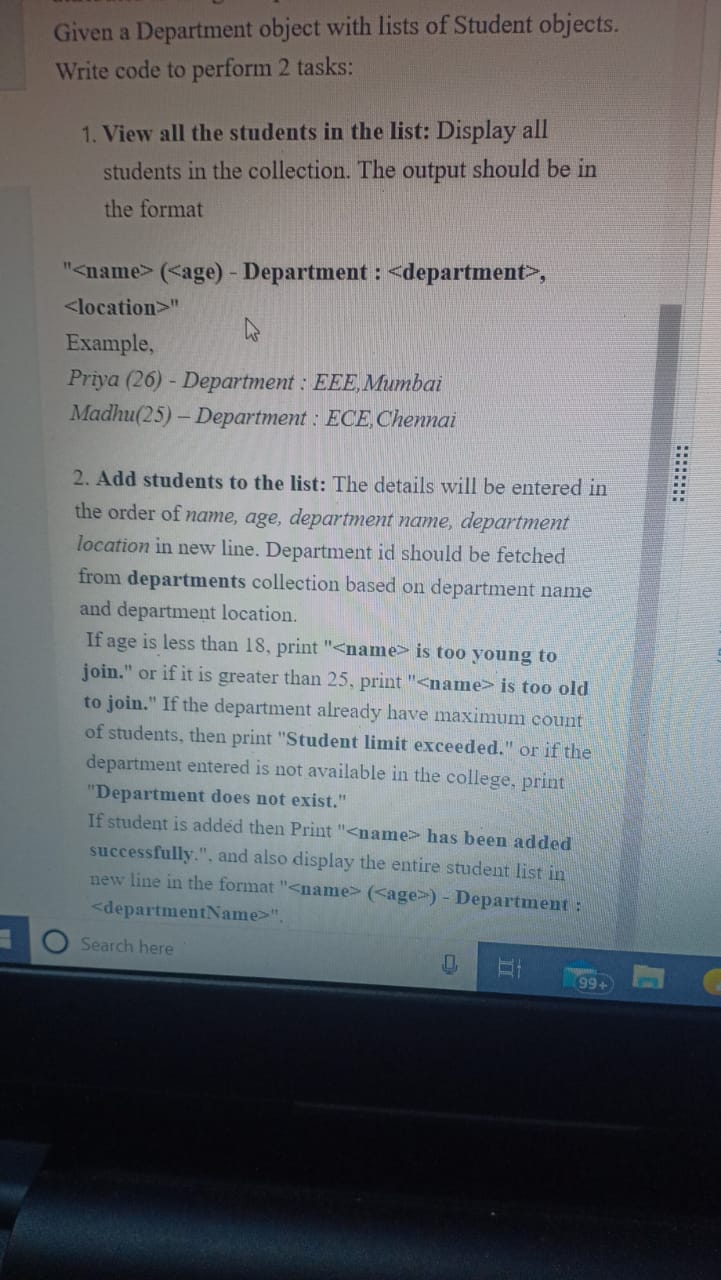 Given a Department object with lists of Student objects.
Write code to perform 2 tasks:
1. View all the students in the list: Display all
students in the collection. The output should be in
the format
"<name> (<age) - Department : <department>,
<location>"
Example,
Priya (26) - Department : EEE,Mumbai
Madhu(25) – Department : ECE,Chennai
2. Add students to the list: The details will be entered in
the order of name, age, department name, department
location in new line. Department id should be fetched
from departments collection based on department name
and department location.
If age is less than 18, print "<name> is too young to
join." or if it is greater than 25, print "<name> is too old
to join." If the department already have maximum count
of students, then print "Student limit exceeded." or if the
department entered is not available in the college, print
"Department does not exist."
If student is added then Print "<name> has been added
successfully.", and also display the entire student list in
new line in the format "<name> (<age>) - Department :
<departmentName>".
Search here
99+